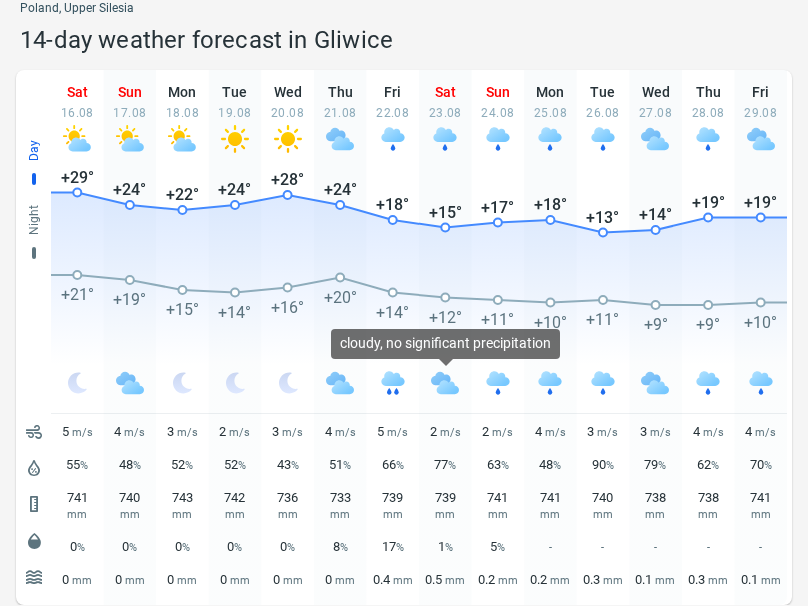 Poland, Upper Silesia
14-day weather forecast in Gliwice
Sat Sun Mon Tue Wed Thu Fri Sat Sun Mon Tue Wed Thu Fri
16.08 17.08 18.08 19.08 20.08 21.08 22.08 23.08 24.08 25.08 26.08 27.08 28.08 29.08
Day
+29° +24° +22° +24° +28° +24° +18° +15° +17° +18° +13° +14° +19° +19°
Night
+21° +19° +15° +14° +16° +20° +14° +12° +11° +10° +11° +9° +9° +10°
cloudy, no significant precipitation
5 m/s 4 m/s 3 m/s 2 m/s 3 m/s 4 m/s 5 m/s 2 m/s 2 m/s 4 m/s 3 m/s 3 m/s 4 m/s 4 m/s
55% 48% 52% 52% 43% 51% 66% 77% 63% 48% 90% 79% 62% 70%
741 740 743 742 736 733 739 739 741 741 740 738 738 741
mm mm mm mm mm mm mm mm mm mm mm mm mm mm
0% 0% 0% 0% 0% 8% 17% 1% 5% - - - - -
0 mm 0 mm 0 mm 0 mm 0 mm 0 mm 0.4 mm 0.5 mm 0.2 mm 0.2 mm 0.3 mm 0.1 mm 0.3 mm 0.1 mm